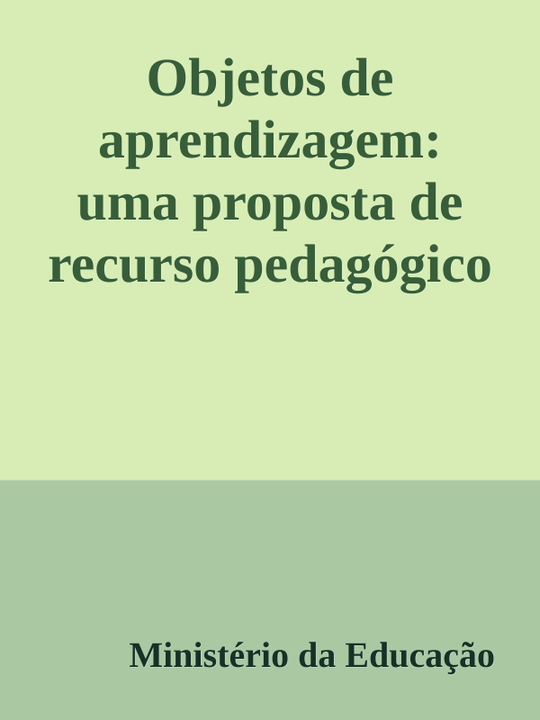 Objetos de
aprendizagem:
uma proposta de
recurso pedagógico
Ministério da Educação